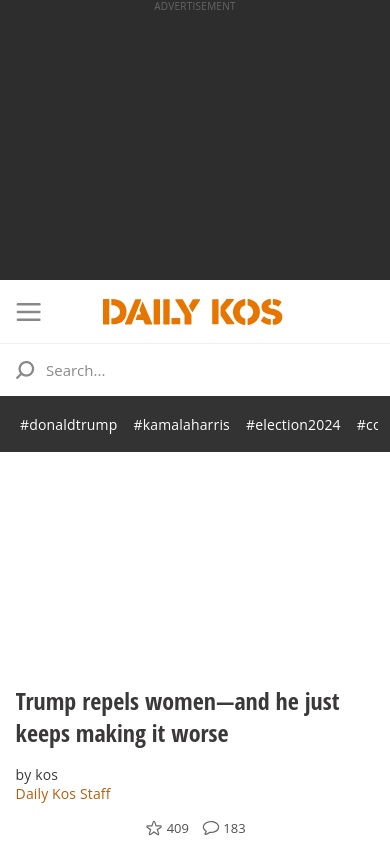 ADVERTISEMENT
DAILY KOS
Search...
#donaldtrump #kamalaharris #election2024
Trump repels women—and he just
keeps making it worse
by kos
Daily Kos Staff
409 183